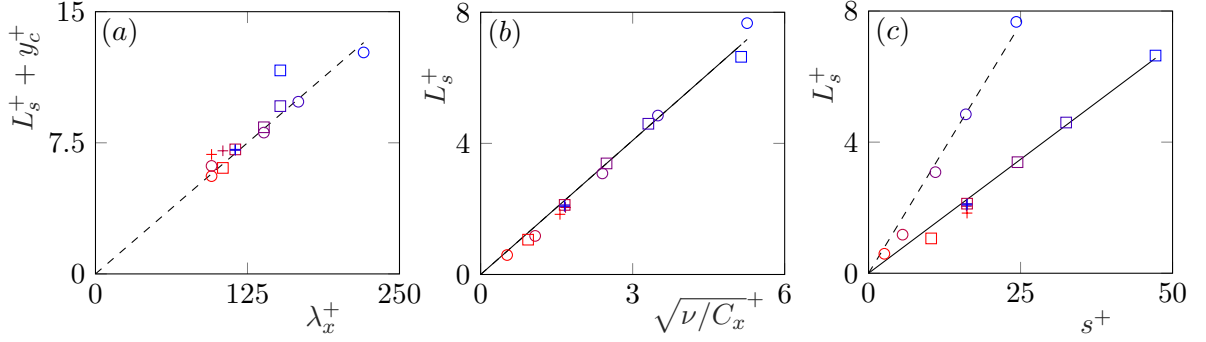 (a)
15
7.5
0
0
125
250
L_s^+ + y_c^+
λ_x^+
(b)
8
4
0
0
3
6
L_s^+
√ν/C_x^+
(c)
8
4
0
0
25
50
L_s^+
s^+